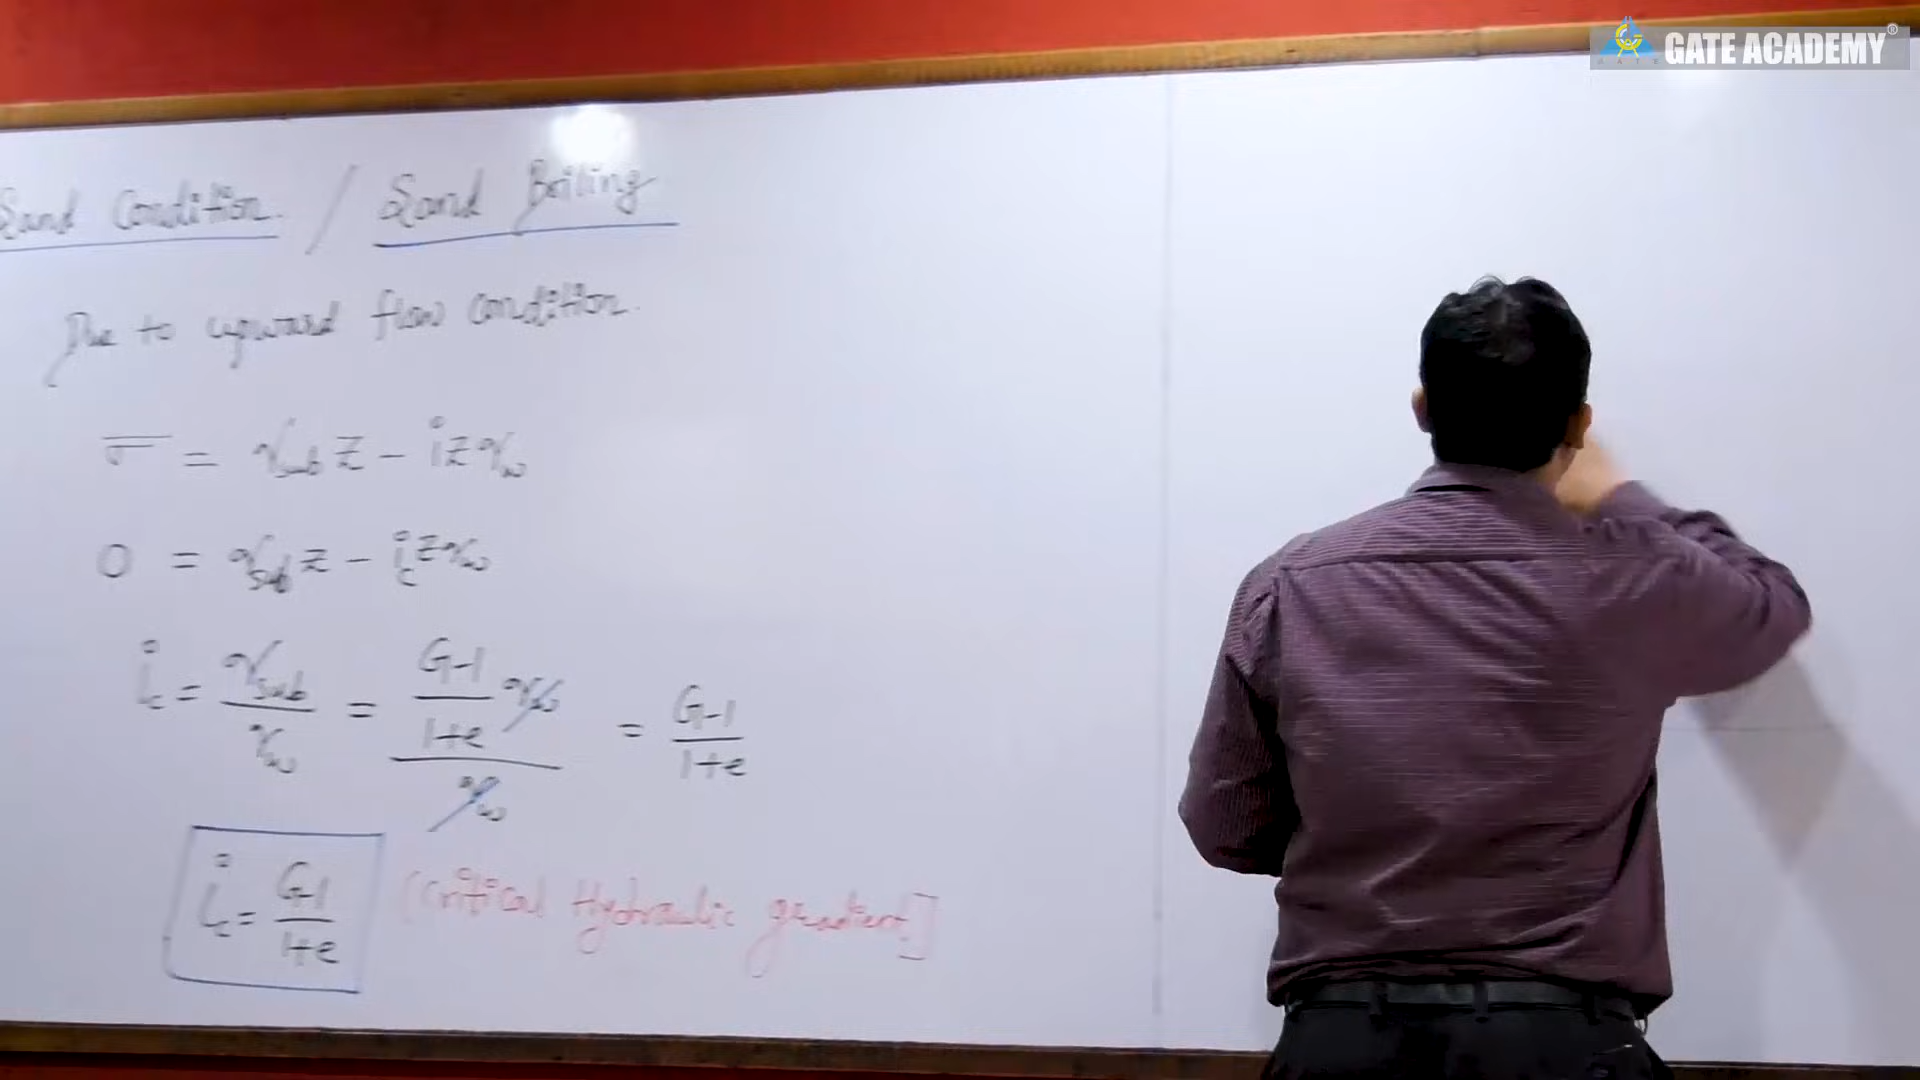 GATE ACADEMY®
Sand Condition. / Sand Boiling
Due to upward flow condition.
σ̅ = γsub Z - i z γw
0 = γsub z - ic z γw
ic = γsub / γw = ((G-1 / 1+e) γw) / γw = G-1 / 1+e
ic = G-1 / 1+e (Critical Hydraulic gradient]